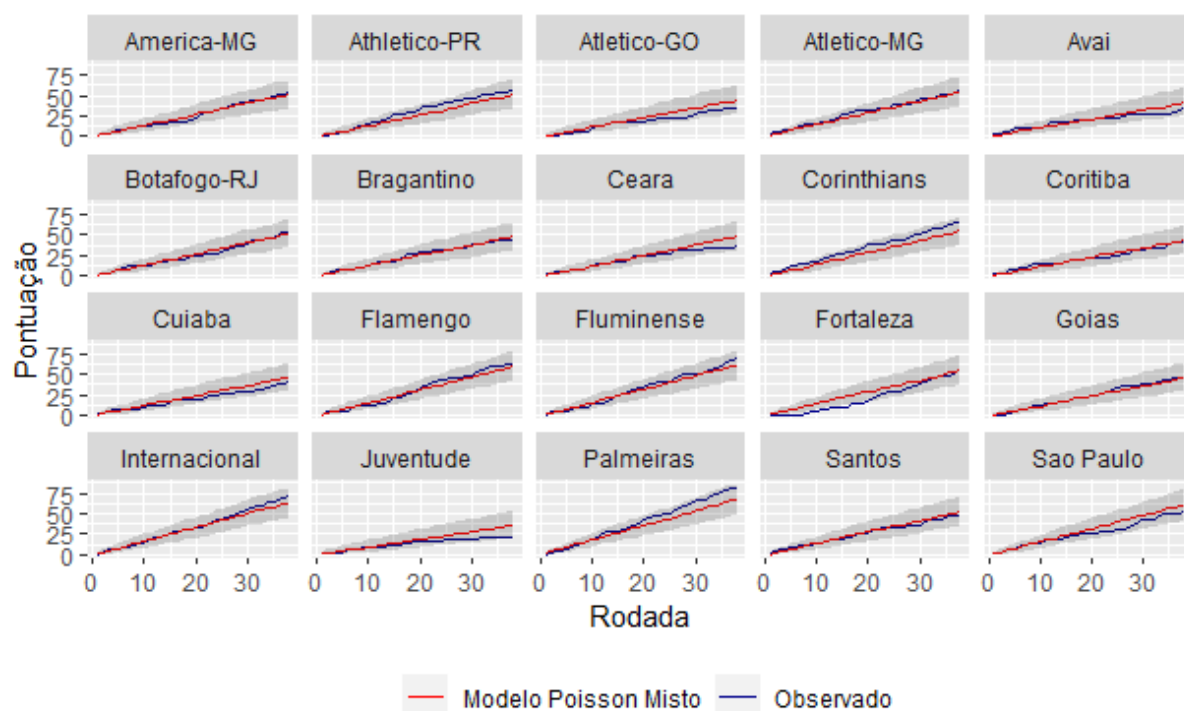 America-MG Athletico-PR Atletico-GO Atletico-MG Avai
75
50
25
0
Botafogo-RJ Bragantino Ceara Corinthians Coritiba
75
50
25
0
Cuiaba Flamengo Fluminense Fortaleza Goias
75
50
25
0
Internacional Juventude Palmeiras Santos Sao Paulo
75
50
25
0
Pontuação
0 10 20 30 0 10 20 30 0 10 20 30 0 10 20 30 0 10 20 30
Rodada
Modelo Poisson Misto Observado